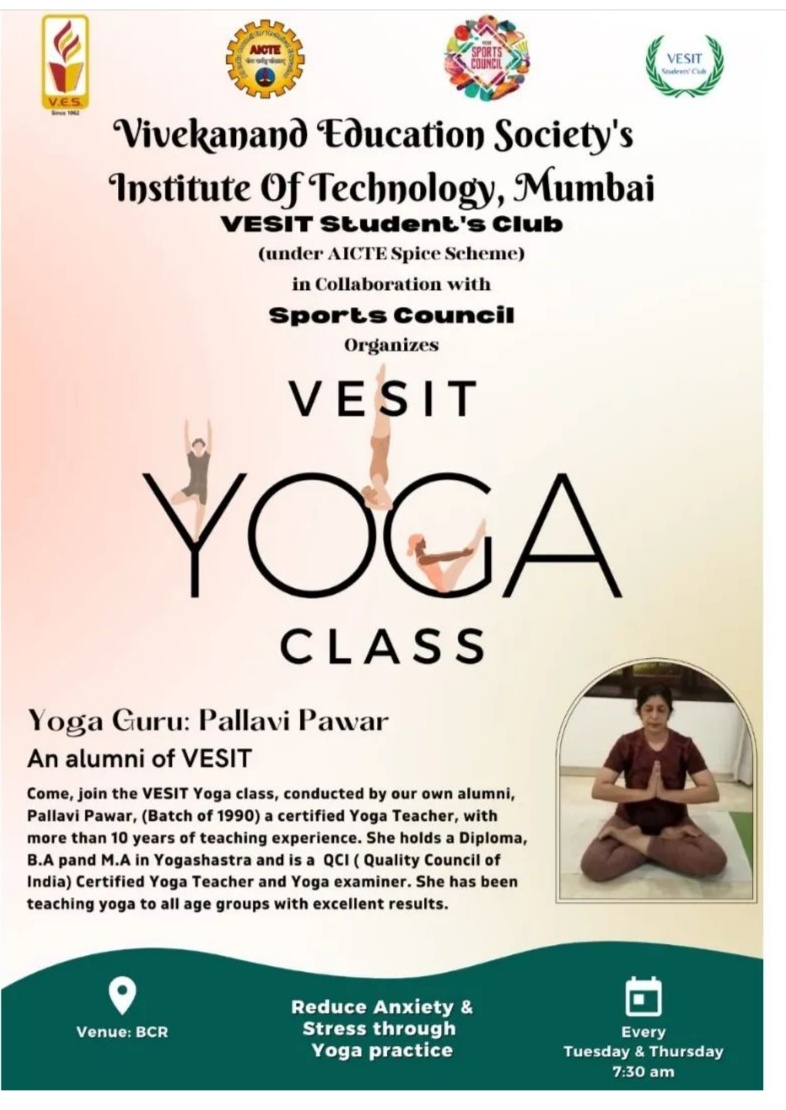 V.E.S.
Since 1962
AICTE
SPORTS
COUNCIL
VESIT
Students' Club
Vivekanand Education Society's
Institute Of Technology, Mumbai
VESIT Student's Club
(under AICTE Spice Scheme)
in Collaboration with
Sports Council
Organizes
VESIT
YOGA
CLASS
Yoga Guru: Pallavi Pawar
An alumni of VESIT
Come, join the VESIT Yoga class, conducted by our own alumni,
Pallavi Pawar, (Batch of 1990) a certified Yoga Teacher, with
more than 10 years of teaching experience. She holds a Diploma,
B.A pand M.A in Yogashastra and is a QCI ( Quality Council of
India) Certified Yoga Teacher and Yoga examiner. She has been
teaching yoga to all age groups with excellent results.
Venue: BCR
Reduce Anxiety &
Stress through
Yoga practice
Every
Tuesday & Thursday
7:30 am